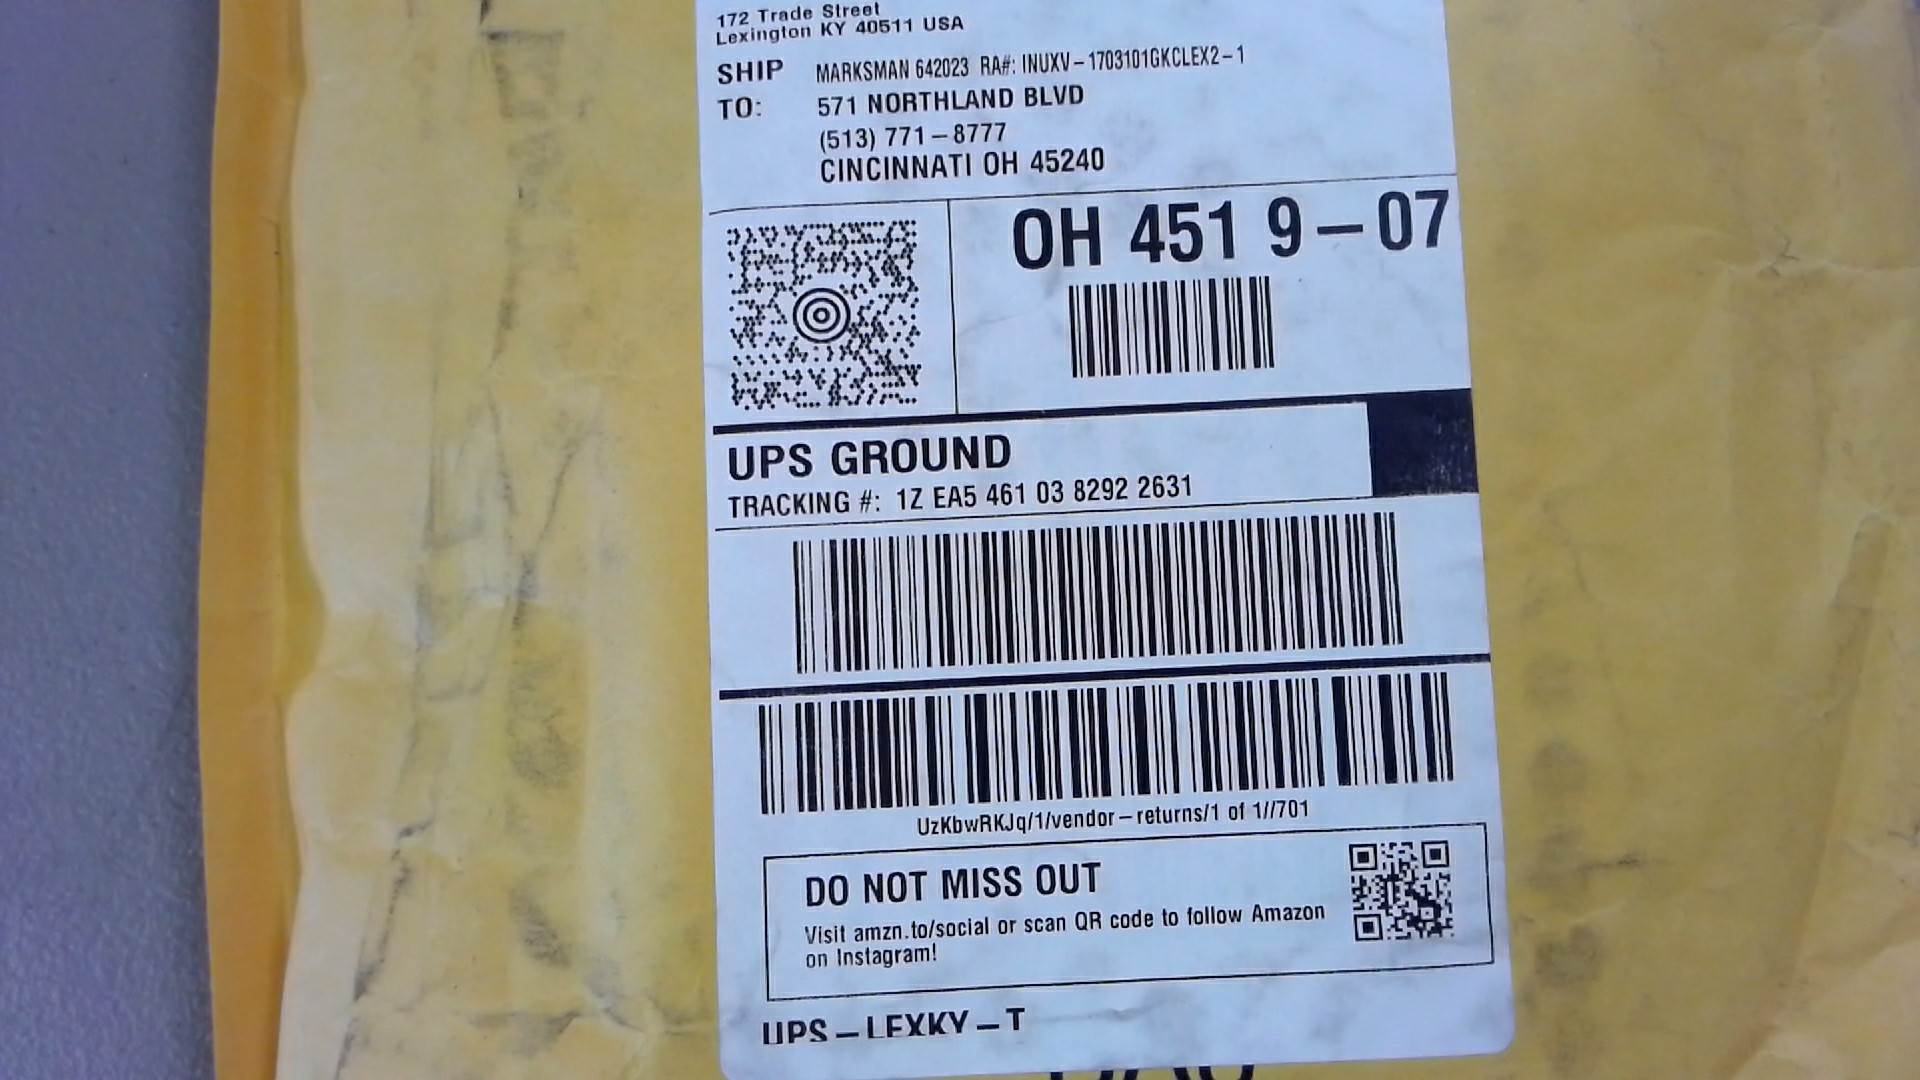 172 Trade Street
Lexington KY 40511 USA
SHIP TO:
MARKSMAN 642023 RA#: INUXV-1703101GKCLEX2-1
571 NORTHLAND BLVD
(513) 771-8777
CINCINNATI OH 45240
OH 451 9-07
UPS GROUND
TRACKING #: 1Z EA5 461 03 8292 2631
UzKbwRKJq/1/vendor-returns/1 of 1//701
DO NOT MISS OUT
Visit amzn.to/social or scan QR code to follow Amazon
on Instagram!
UPS-LEXKY-T